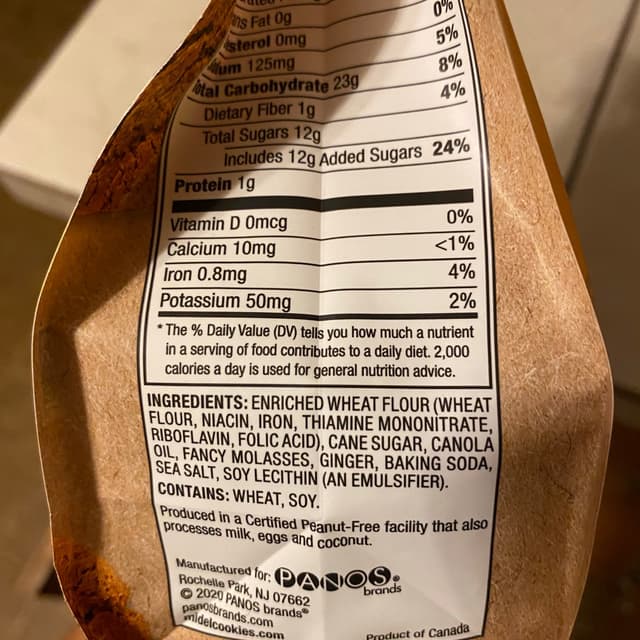 Fat 0g 0%
0mg
125mg 5%
Total Carbohydrate 23g 8%
Dietary Fiber 1g 4%
Total Sugars 12g
Includes 12g Added Sugars 24%
Protein 1g
Vitamin D 0mcg 0%
Calcium 10mg <1%
Iron 0.8mg 4%
Potassium 50mg 2%
* The % Daily Value (DV) tells you how much a nutrient
in a serving of food contributes to a daily diet. 2,000
calories a day is used for general nutrition advice.
INGREDIENTS: ENRICHED WHEAT FLOUR (WHEAT
FLOUR, NIACIN, IRON, THIAMINE MONONITRATE,
RIBOFLAVIN, FOLIC ACID), CANE SUGAR, CANOLA
OIL, FANCY MOLASSES, GINGER, BAKING SODA,
SEA SALT, SOY LECITHIN (AN EMULSIFIER).
CONTAINS: WHEAT, SOY.
Produced in a Certified Peanut-Free facility that also
processes milk, eggs and coconut.
Manufactured for: PANOS® brands
Rochelle Park, NJ 07662
© 2020 PANOS brands®
panosbrands.com
midelcookies.com
Product of Canada